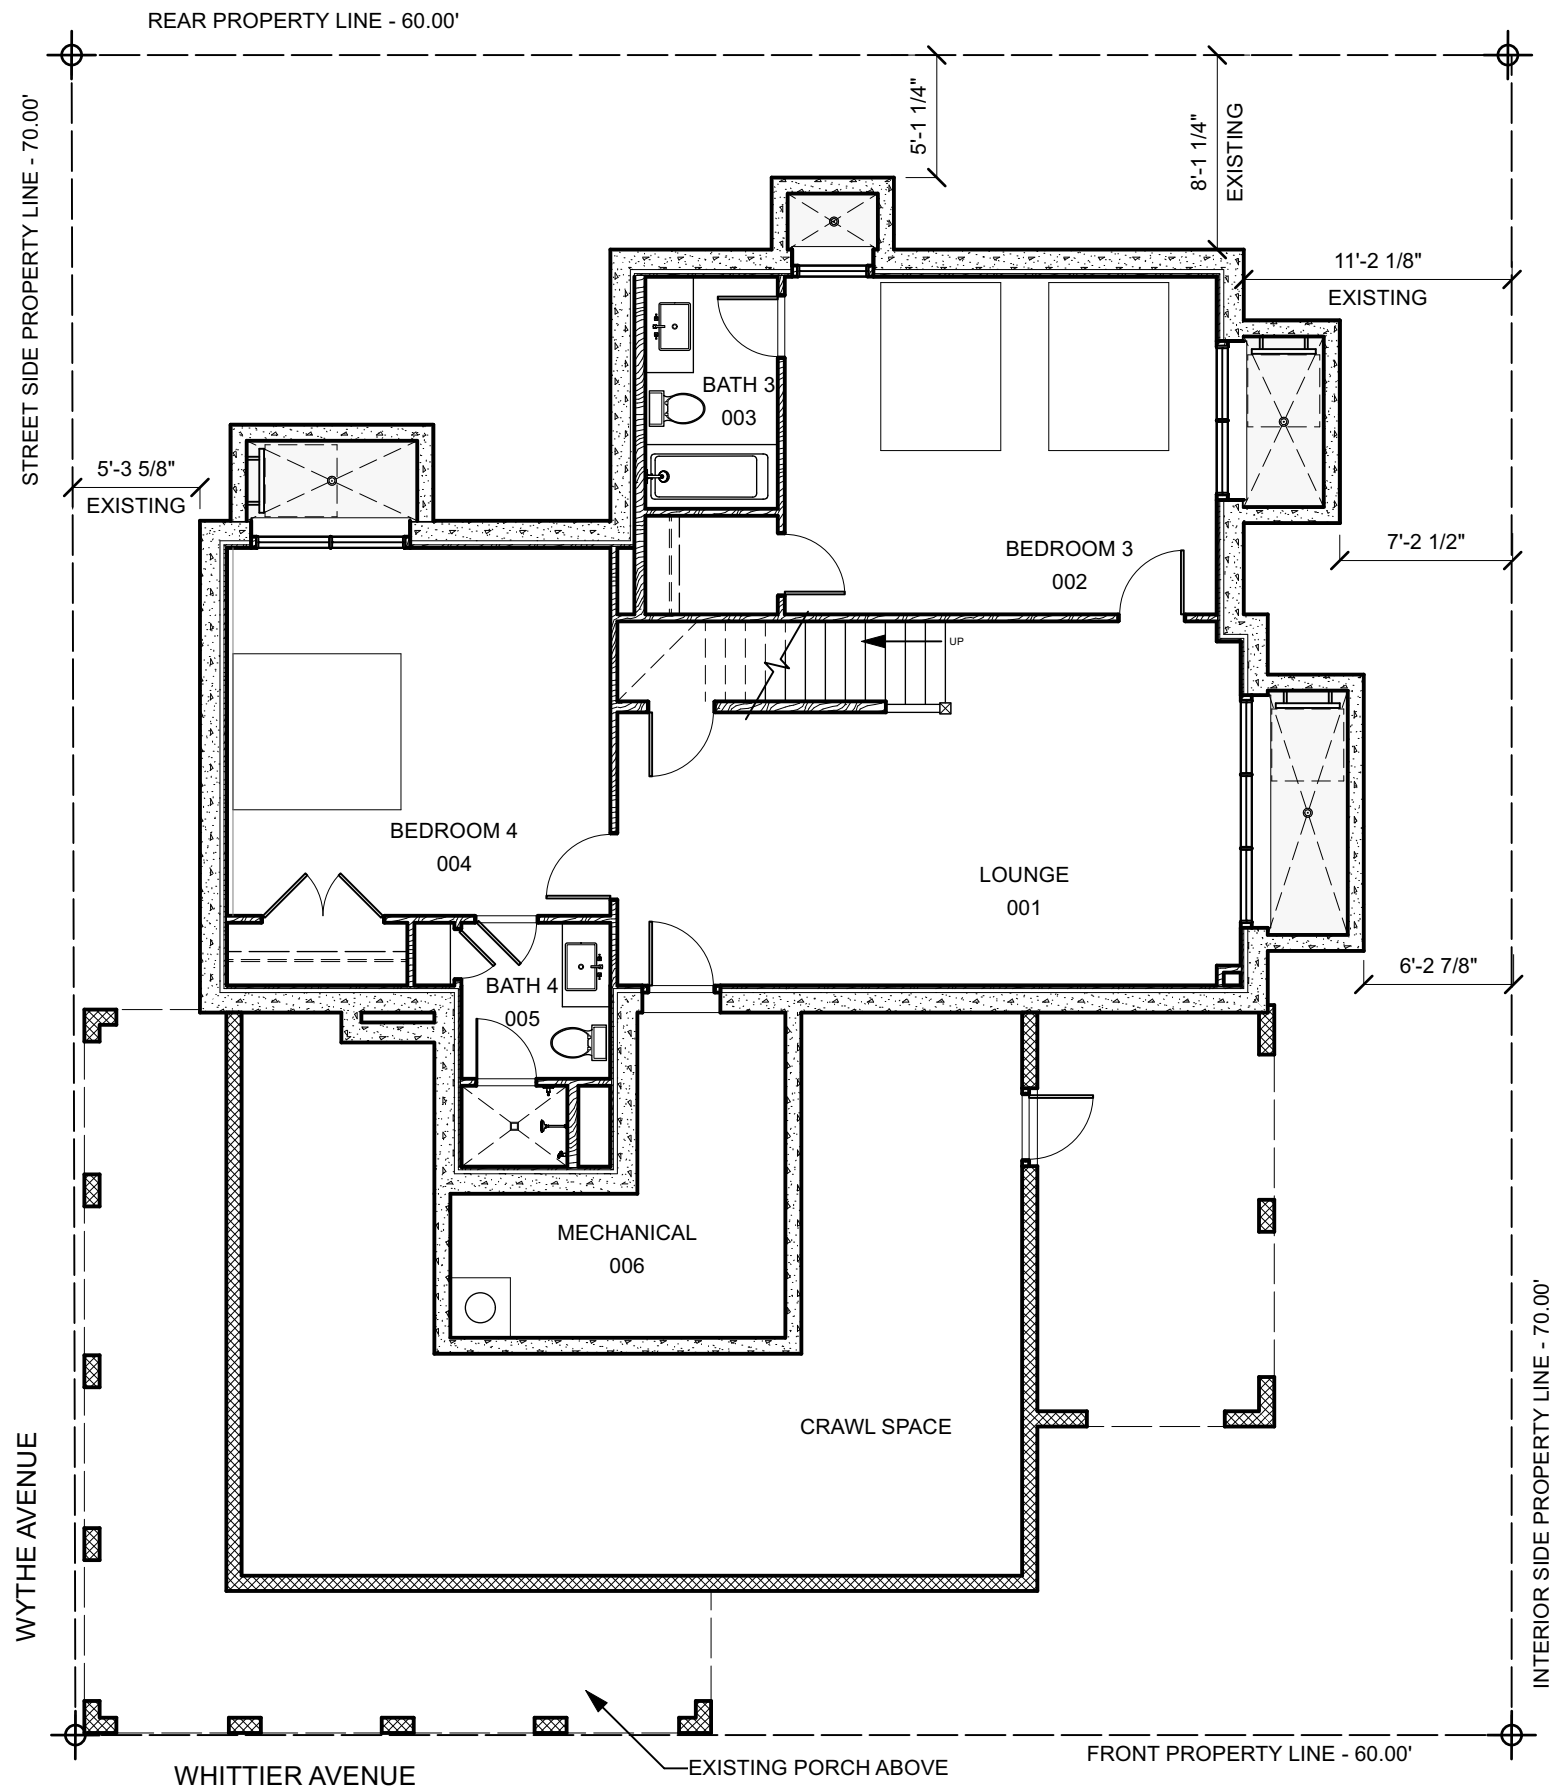 REAR PROPERTY LINE - 60.00'
STREET SIDE PROPERTY LINE - 70.00'
5'-1 1/4"
8'-1 1/4"
EXISTING
11'-2 1/8"
EXISTING
BATH 3
003
5'-3 5/8"
EXISTING
BEDROOM 3
002
7'-2 1/2"
UP
BEDROOM 4
004
LOUNGE
001
6'-2 7/8"
BATH 4
005
MECHANICAL
006
CRAWL SPACE
WYTHE AVENUE
INTERIOR SIDE PROPERTY LINE - 70.00'
FRONT PROPERTY LINE - 60.00'
EXISTING PORCH ABOVE
WHITTIER AVENUE